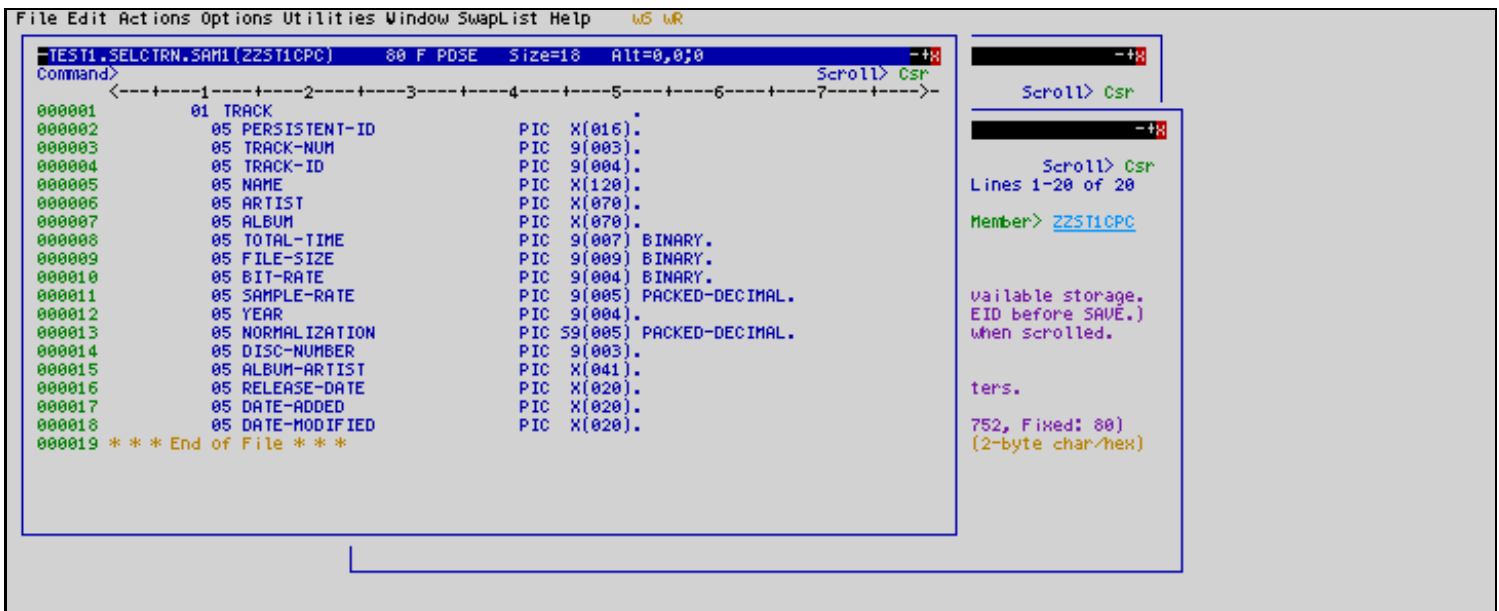 File Edit Actions Options Utilities Window SwapList Help wS wR
-TEST1.SELCTRN.SAM1(ZZST1CPC) 80 F PDSE Size=18 Alt=0,0;0 -+x
Command> Scroll> Csr
<---+----1----+----2----+----3----+----4----+----5----+----6----+----7----+---->-
000001 01 TRACK .
000002 05 PERSISTENT-ID PIC X(016).
000003 05 TRACK-NUM PIC 9(003).
000004 05 TRACK-ID PIC 9(004).
000005 05 NAME PIC X(120).
000006 05 ARTIST PIC X(070).
000007 05 ALBUM PIC X(070).
000008 05 TOTAL-TIME PIC 9(007) BINARY.
000009 05 FILE-SIZE PIC 9(009) BINARY.
000010 05 BIT-RATE PIC 9(004) BINARY.
000011 05 SAMPLE-RATE PIC 9(005) PACKED-DECIMAL.
000012 05 YEAR PIC 9(004).
000013 05 NORMALIZATION PIC S9(005) PACKED-DECIMAL.
000014 05 DISC-NUMBER PIC 9(003).
000015 05 ALBUM-ARTIST PIC X(041).
000016 05 RELEASE-DATE PIC X(020).
000017 05 DATE-ADDED PIC X(020).
000018 05 DATE-MODIFIED PIC X(020).
000019 * * * End of File * * *
-+x
Scroll> Csr
-+x
Scroll> Csr
Lines 1-20 of 20
Member> ZZST1CPC
vailable storage.
EID before SAVE.)
when scrolled.
ters.
752, Fixed: 80)
(2-byte char/hex)